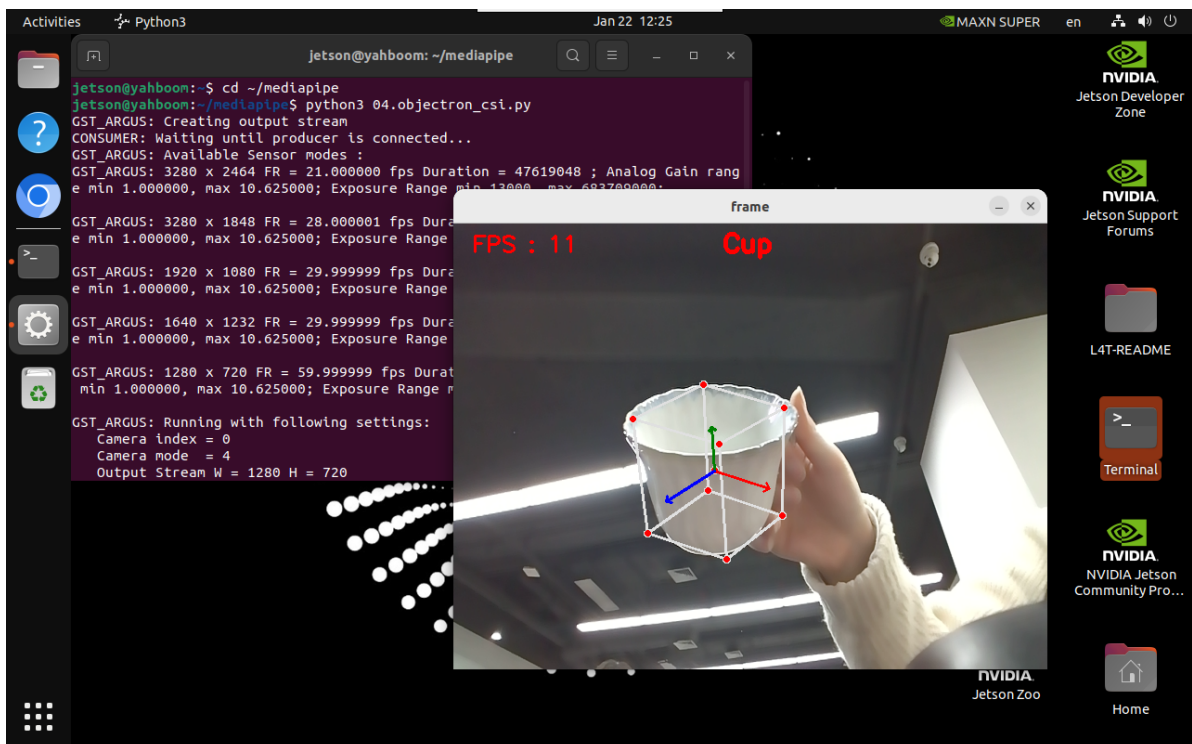 Activities
Python3
Jan 22 12:25
MAXN SUPER
en
jetson@yahboom: ~/mediapipe
jetson@yahboom:~$ cd ~/mediapipe
jetson@yahboom:~/mediapipe$ python3 04.objectron_csi.py
GST_ARGUS: Creating output stream
CONSUMER: Waiting until producer is connected...
GST_ARGUS: Available Sensor modes :
GST_ARGUS: 3280 x 2464 FR = 21.000000 fps Duration = 47619048 ; Analog Gain rang
e min 1.000000, max 10.625000; Exposure Range min 13000, max 683709000;
GST_ARGUS: 3280 x 1848 FR = 28.000001 fps Dura
e min 1.000000, max 10.625000; Exposure Range
GST_ARGUS: 1920 x 1080 FR = 29.999999 fps Dura
e min 1.000000, max 10.625000; Exposure Range
GST_ARGUS: 1640 x 1232 FR = 29.999999 fps Dura
e min 1.000000, max 10.625000; Exposure Range
GST_ARGUS: 1280 x 720 FR = 59.999999 fps Durat
min 1.000000, max 10.625000; Exposure Range m
GST_ARGUS: Running with following settings:
Camera index = 0
Camera mode = 4
Output Stream W = 1280 H = 720
frame
FPS : 11
Cup
NVIDIA.
Jetson Developer
Zone
NVIDIA.
Jetson Support
Forums
L4T-README
>_
Terminal
NVIDIA.
NVIDIA Jetson
Community Pro...
NVIDIA.
Jetson Zoo
Home